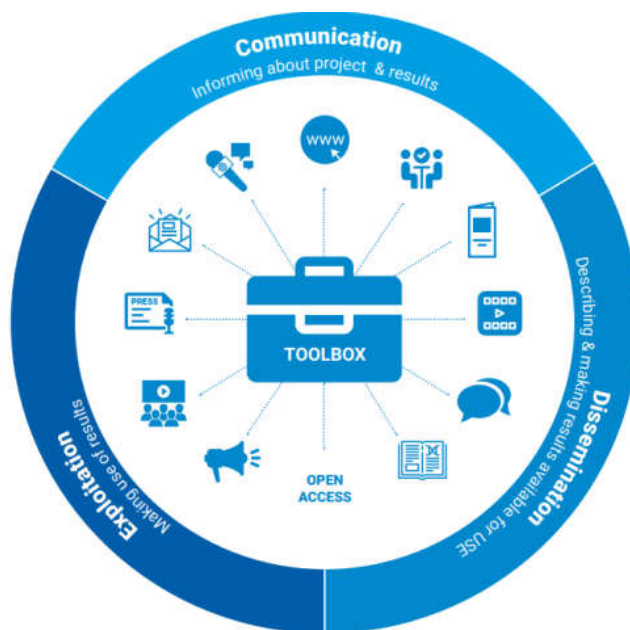 Communication
Informing about project & results
www
PRESS
TOOLBOX
OPEN
ACCESS
Dissemination
Describing & making results available for USE
Exploitation
Making use of results